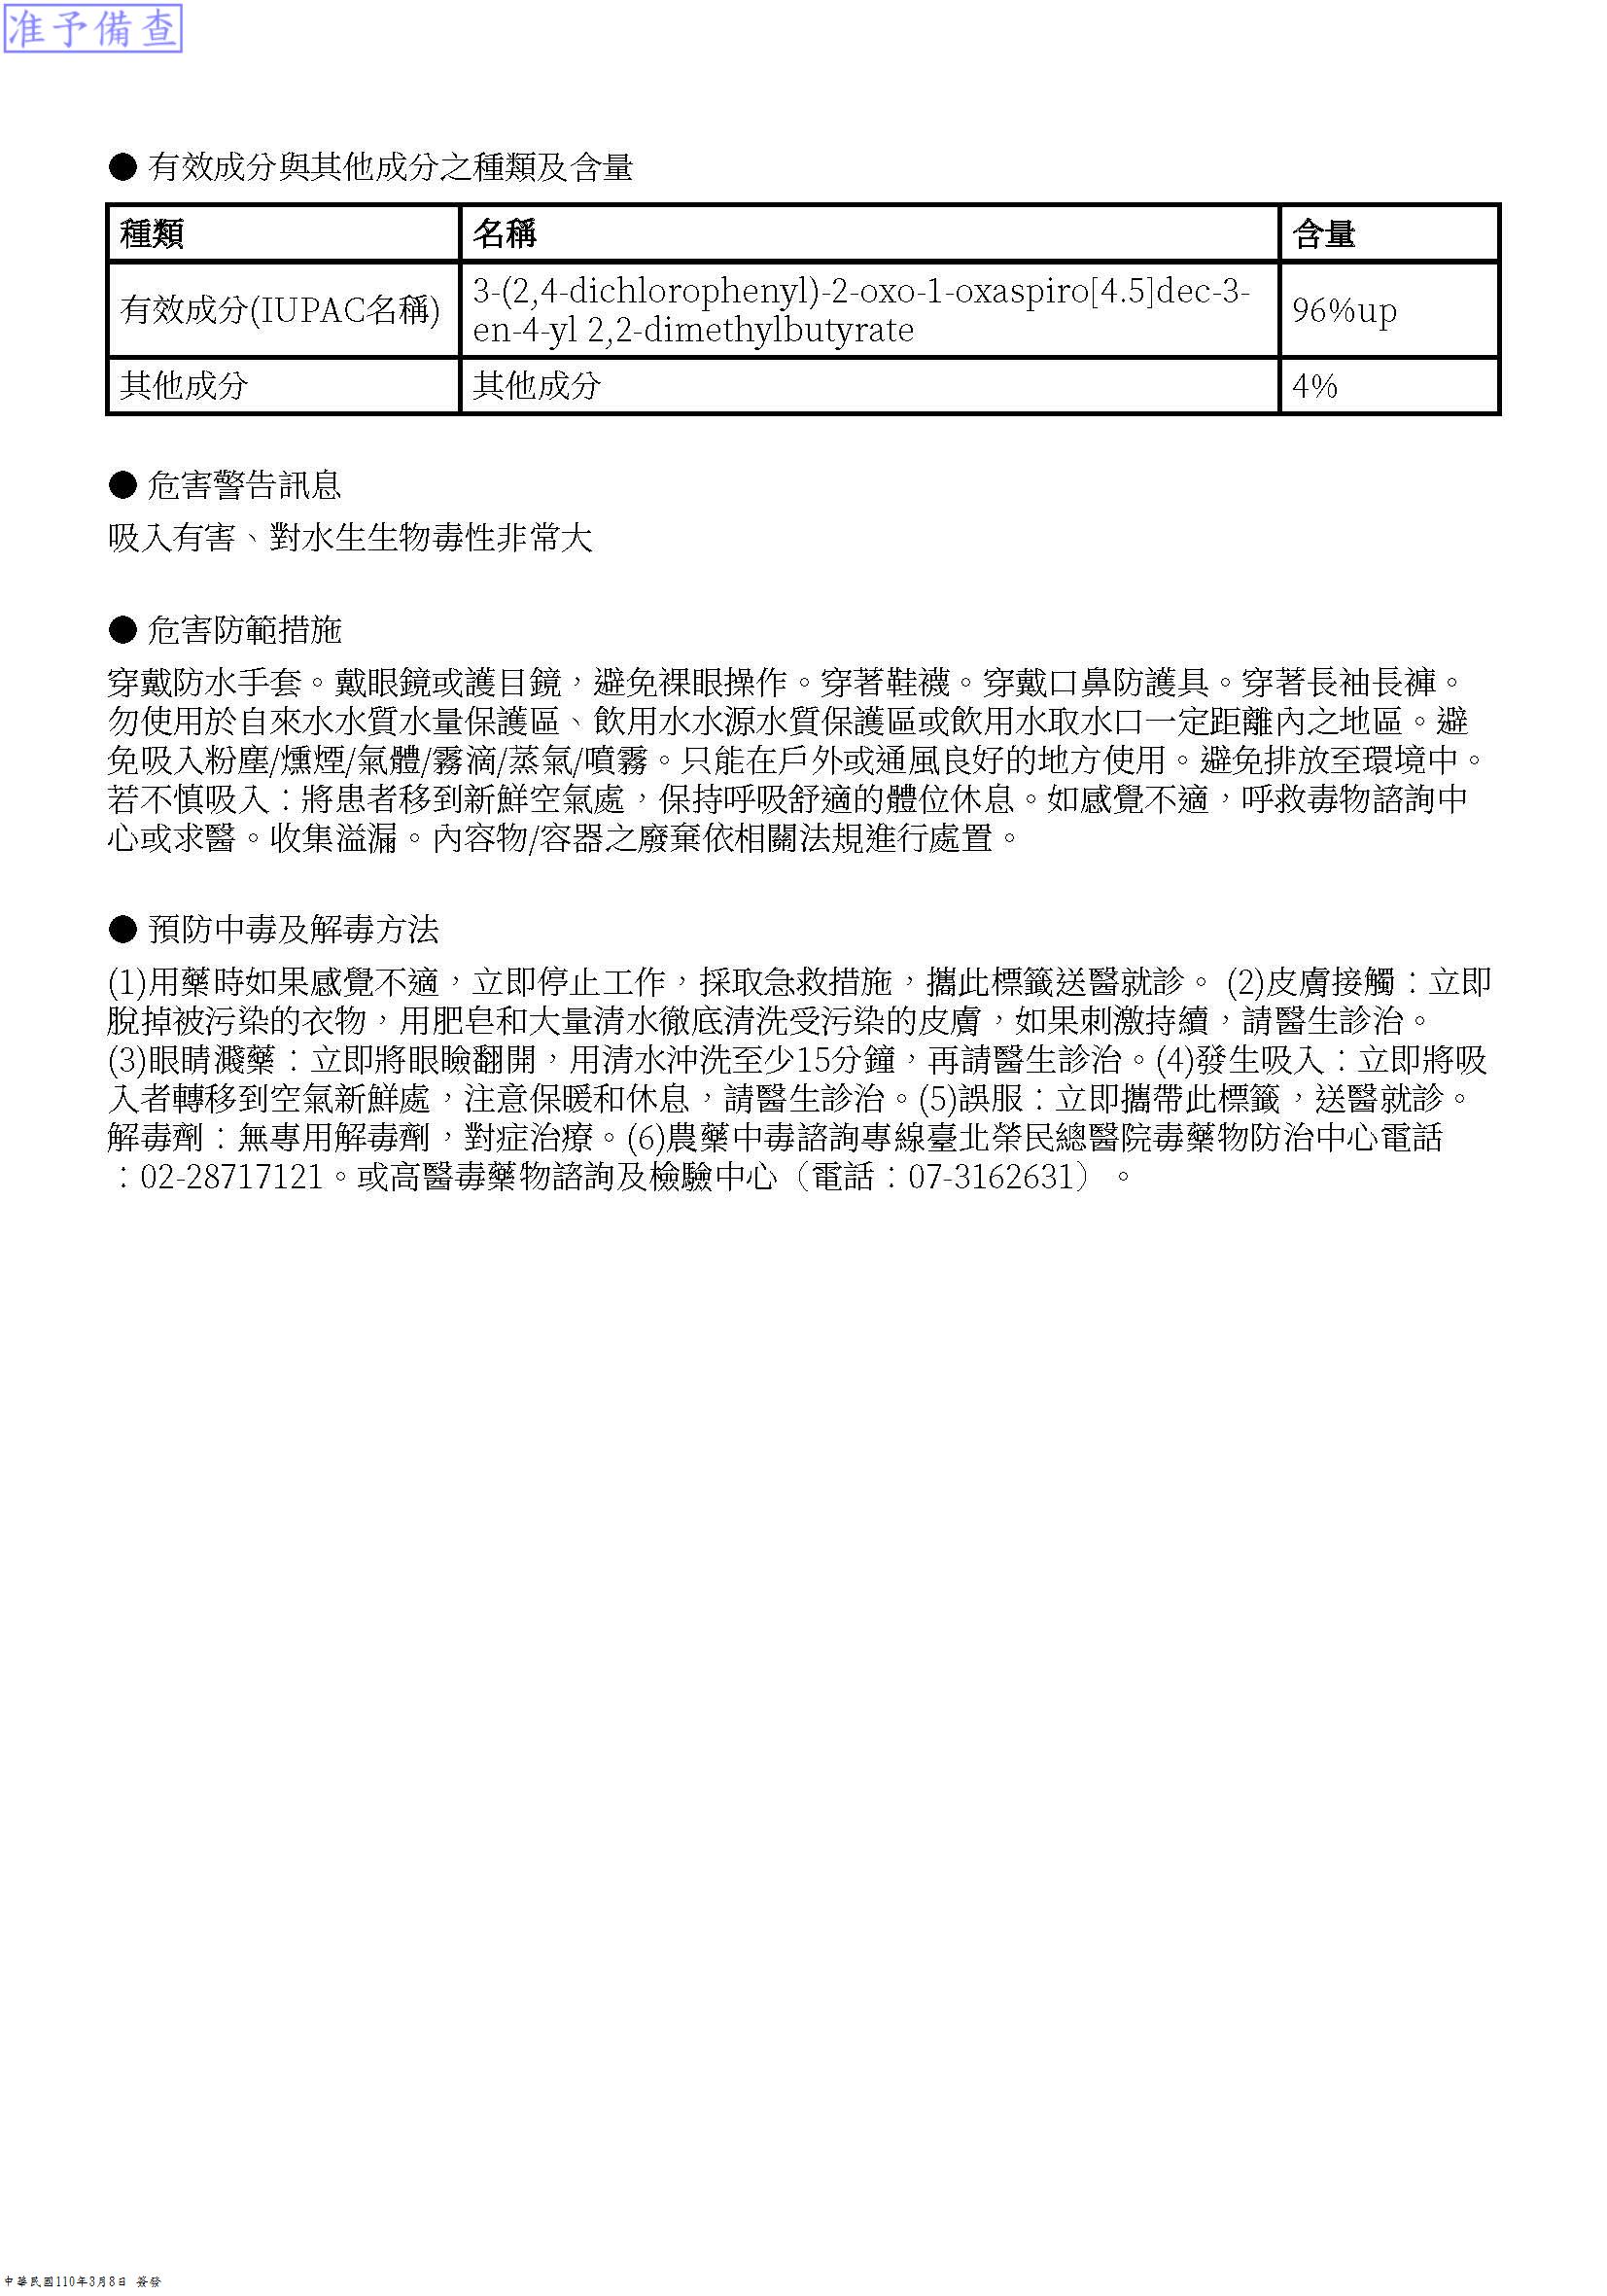 准予備查
● 有效成分與其他成分之種類及含量
種類 名稱 含量
有效成分(IUPAC名稱) 3-(2,4-dichlorophenyl)-2-oxo-1-oxaspiro[4.5]dec-3-
en-4-yl 2,2-dimethylbutyrate 96%up
其他成分 其他成分 4%
● 危害警告訊息
吸入有害、對水生生物毒性非常大
● 危害防範措施
穿戴防水手套。戴眼鏡或護目鏡，避免裸眼操作。穿著鞋襪。穿戴口鼻防護具。穿著長袖長褲。
勿使用於自來水水質水量保護區、飲用水水源水質保護區或飲用水取水口一定距離內之地區。避
免吸入粉塵/燻煙/氣體/霧滴/蒸氣/噴霧。只能在戶外或通風良好的地方使用。避免排放至環境中。
若不慎吸入：將患者移到新鮮空氣處，保持呼吸舒適的體位休息。如感覺不適，呼救毒物諮詢中
心或求醫。收集溢漏。內容物/容器之廢棄依相關法規進行處置。
● 預防中毒及解毒方法
(1)用藥時如果感覺不適，立即停止工作，採取急救措施，攜此標籤送醫就診。 (2)皮膚接觸：立即
脫掉被污染的衣物，用肥皂和大量清水徹底清洗受污染的皮膚，如果刺激持續，請醫生診治。
(3)眼睛濺藥：立即將眼瞼翻開，用清水沖洗至少15分鐘，再請醫生診治。(4)發生吸入：立即將吸
入者轉移到空氣新鮮處，注意保暖和休息，請醫生診治。(5)誤服：立即攜帶此標籤，送醫就診。
解毒劑：無專用解毒劑，對症治療。(6)農藥中毒諮詢專線臺北榮民總醫院毒藥物防治中心電話
：02-28717121。或高醫毒藥物諮詢及檢驗中心（電話：07-3162631）。
中華民國110年3月8日 簽發